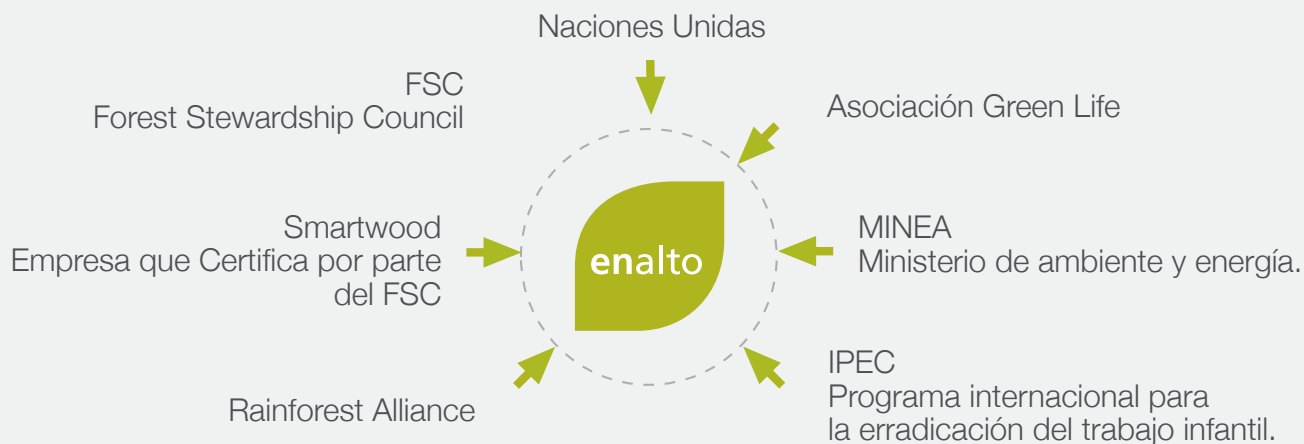 Naciones Unidas
FSC
Forest Stewardship Council
Asociación Green Life
Smartwood
Empresa que Certifica por parte
del FSC
enalto
MINEA
Ministerio de ambiente y energía.
Rainforest Alliance
IPEC
Programa internacional para
la erradicación del trabajo infantil.